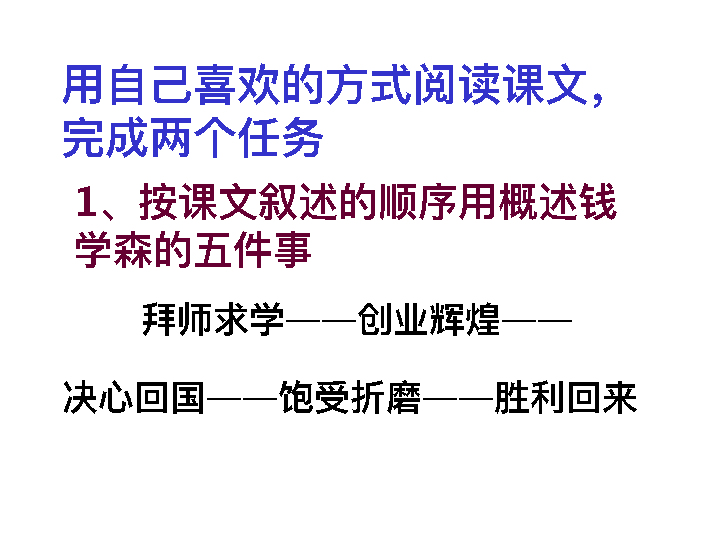 用自己喜欢的方式阅读课文，
完成两个任务
1、按课文叙述的顺序用概述钱
学森的五件事
拜师求学——创业辉煌——
决心回国——饱受折磨——胜利回来